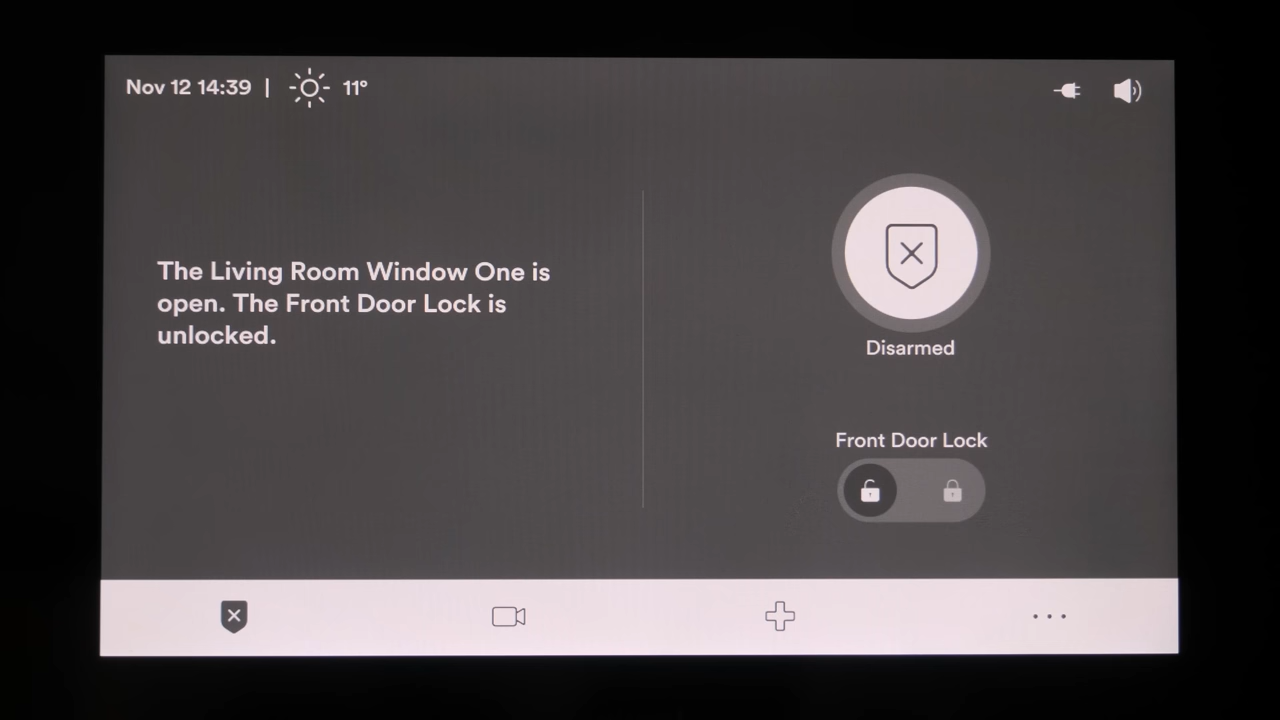 Nov 12 14:39 | 11°
The Living Room Window One is
open. The Front Door Lock is
unlocked.
Disarmed
Front Door Lock